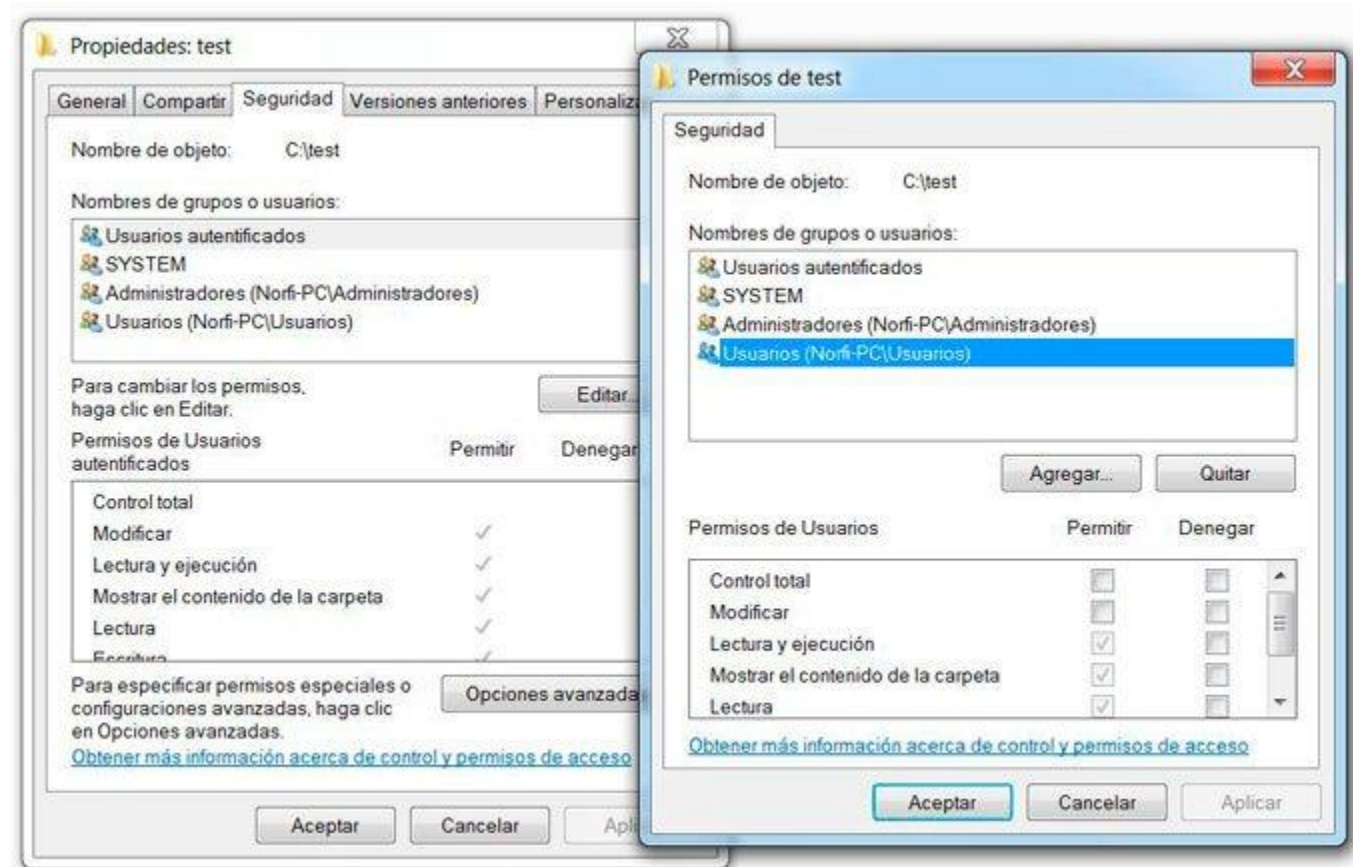 Propiedades: test
General Compartir Seguridad Versiones anteriores
Nombre de objeto: C:\test
Nombres de grupos o usuarios:
Usuarios autentificados
SYSTEM
Administradores (Norfi-PC\Administradores)
Usuarios (Norfi-PC\Usuarios)
Para cambiar los permisos,
haga clic en Editar.
Editar...
Permisos de Usuarios
autentificados
Permitir Denegar
Control total
Modificar
Lectura y ejecución
Mostrar el contenido de la carpeta
Lectura
Escritura
Para especificar permisos especiales o
configuraciones avanzadas, haga clic
en Opciones avanzadas.
Opciones avanzada
Obtener más información acerca de control y permisos de acceso
Aceptar Cancelar
Permisos de test
Seguridad
Nombre de objeto: C:\test
Nombres de grupos o usuarios:
Usuarios autentificados
SYSTEM
Administradores (Norfi-PC\Administradores)
Usuarios (Norfi-PC\Usuarios)
Agregar... Quitar
Permisos de Usuarios Permitir Denegar
Control total
Modificar
Lectura y ejecución
Mostrar el contenido de la carpeta
Lectura
Obtener más información acerca de control y permisos de acceso
Aceptar Cancelar Aplicar